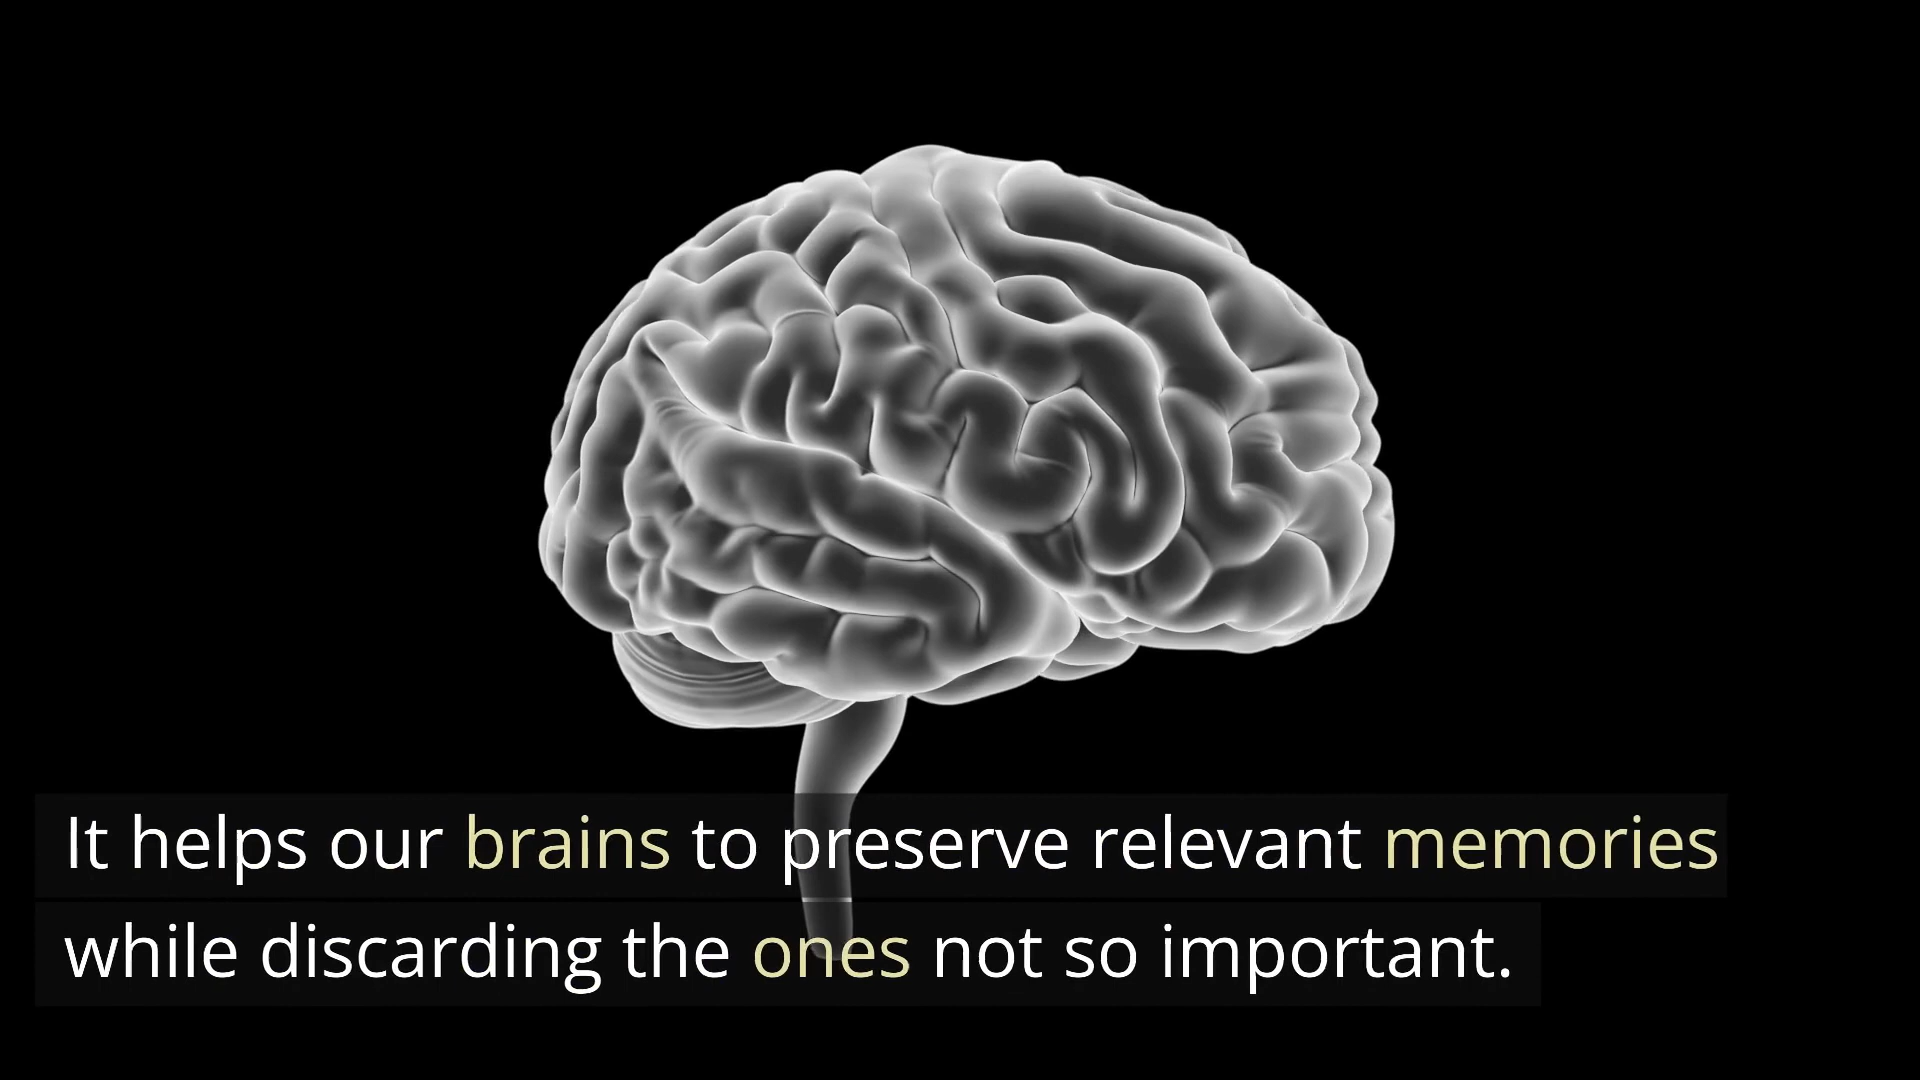 It helps our brains to preserve relevant memories
while discarding the ones not so important.